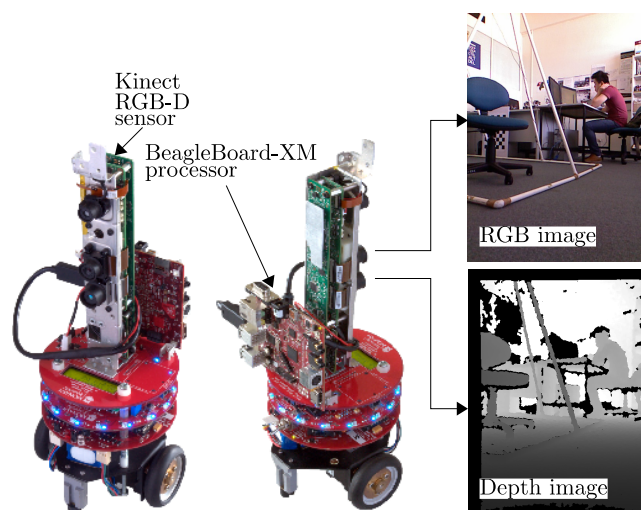 Kinect
RGB-D
sensor
BeagleBoard-XM
processor
RGB image
Depth image